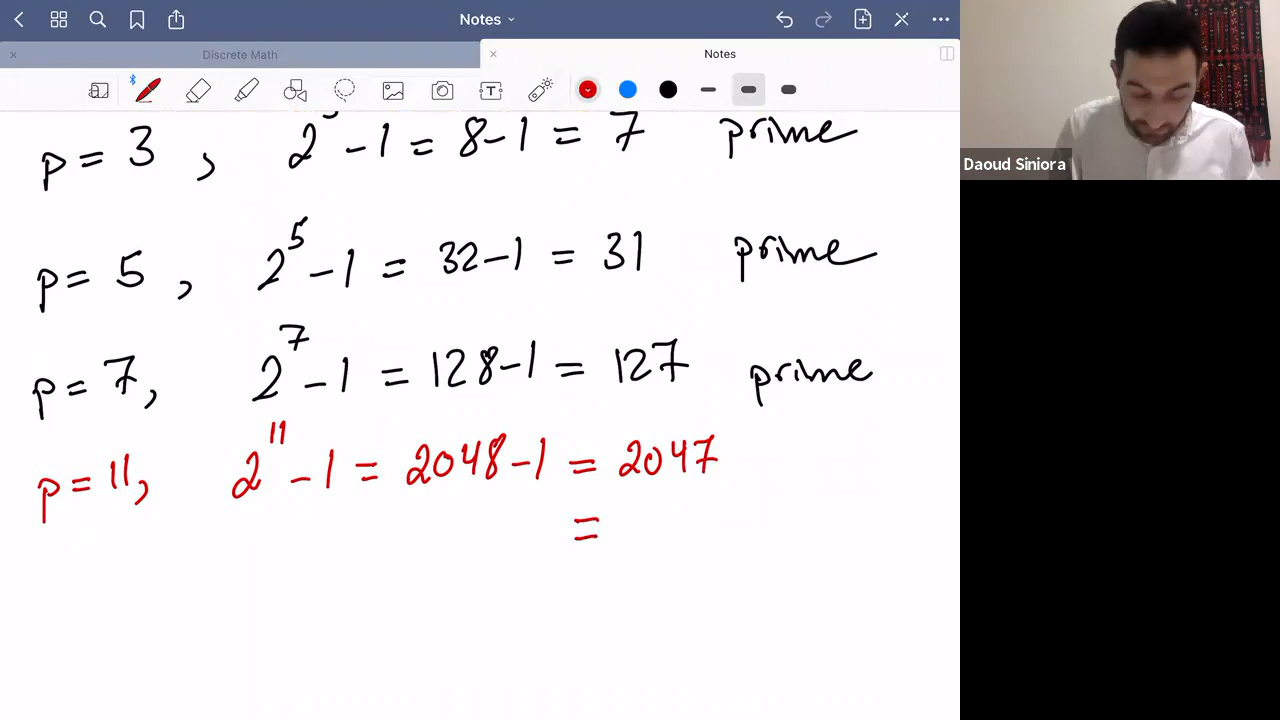 Notes
Discrete Math
Notes
Daoud Siniora
p = 3 , 2³ - 1 = 8 - 1 = 7 prime
p = 5 , 2⁵ - 1 = 32 - 1 = 31 prime
p = 7, 2⁷ - 1 = 128 - 1 = 127 prime
p = 11, 2¹¹ - 1 = 2048 - 1 = 2047
=